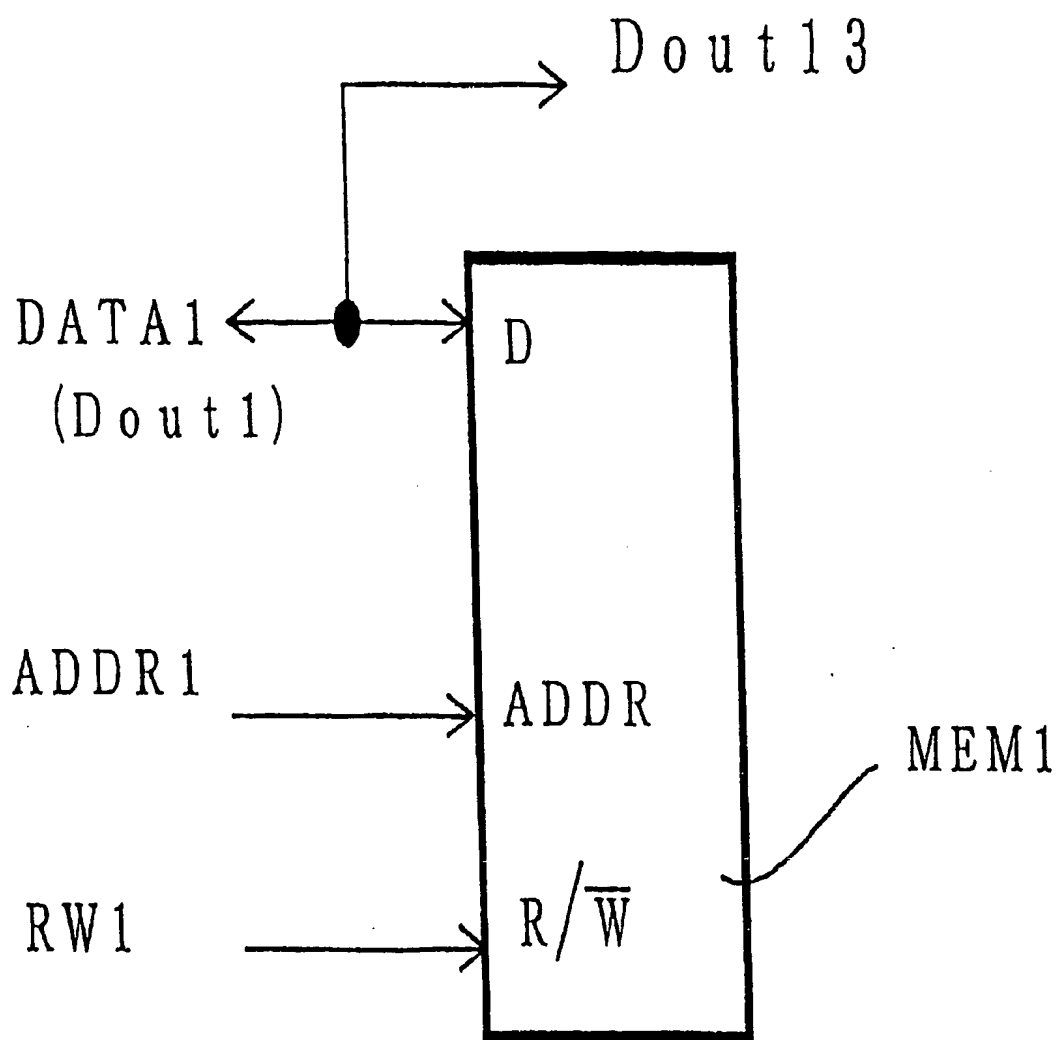 Dout13
DATA1
D
(Dout1)
ADDR1
ADDR
MEM1
RW1
R/W̅